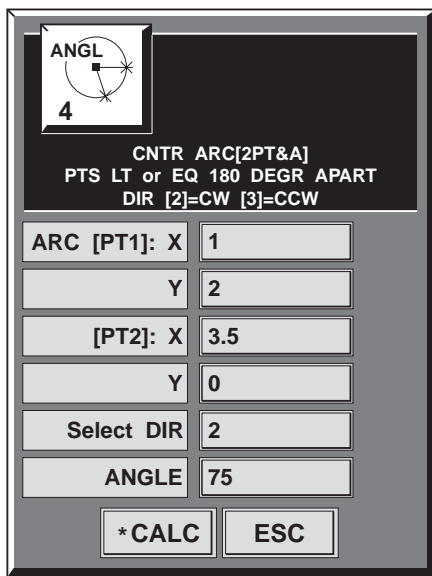 ANGL
4
CNTR ARC[2PT&A]
PTS LT or EQ 180 DEGR APART
DIR [2]=CW [3]=CCW
ARC [PT1]: X 1
Y 2
[PT2]: X 3.5
Y 0
Select DIR 2
ANGLE 75
*CALC ESC